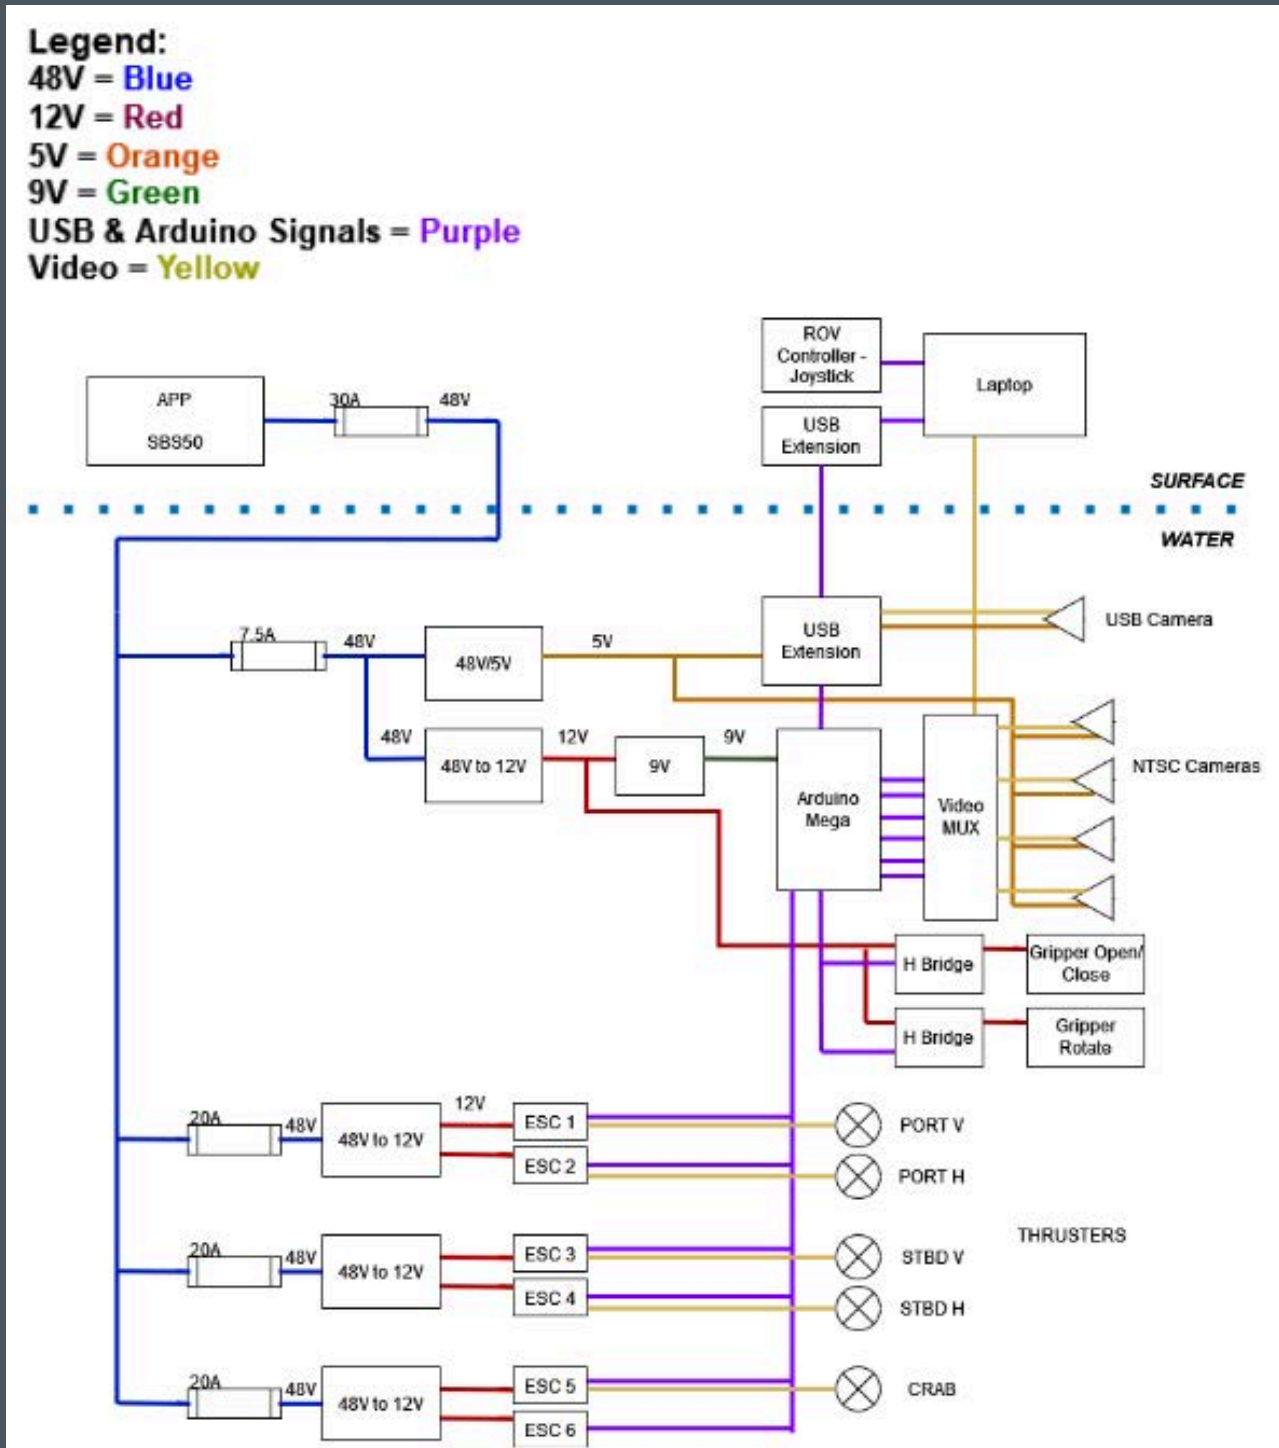 Legend:
48V = Blue
12V = Red
5V = Orange
9V = Green
USB & Arduino Signals = Purple
Video = Yellow
ROV
Controller -
Joystick
Laptop
APP
SBS50
30A
48V
USB
Extension
SURFACE
WATER
7.5A
48V
48V/5V
5V
USB
Extension
USB Camera
48V
48V to 12V
12V
9V
9V
Arduino
Mega
Video
MUX
NTSC Cameras
H Bridge
Gripper Open/
Close
H Bridge
Gripper
Rotate
20A
48V
48V to 12V
12V
ESC 1
ESC 2
PORT V
PORT H
THRUSTERS
20A
48V
48V to 12V
ESC 3
ESC 4
STBD V
STBD H
20A
48V
48V to 12V
ESC 5
ESC 6
CRAB